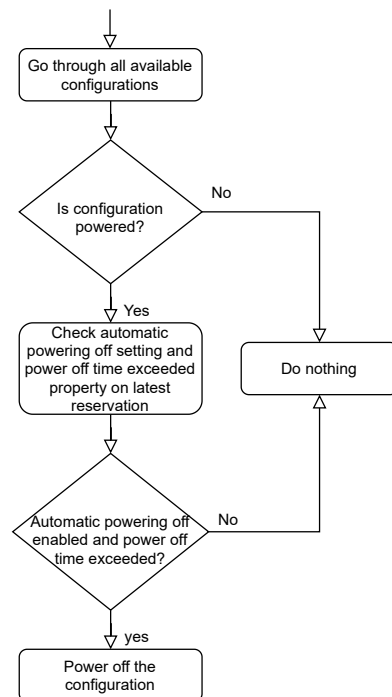 Go through all available
configurations
No
Is configuration
powered?
Yes
Check automatic
powering off setting and
power off time exceeded
property on latest
reservation
Do nothing
Automatic powering off
enabled and power off
time exceeded?
No
yes
Power off the
configuration